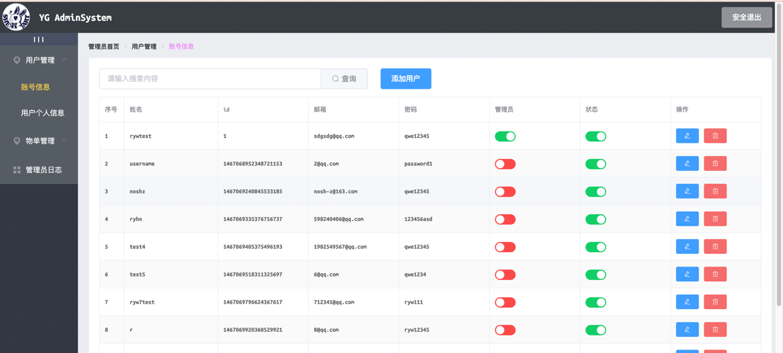 YG AdminSystem
安全退出
用户管理
账号信息
用户个人信息
物单管理
管理员日志
管理员首页 用户管理 账号信息
请输入搜索内容 查询 添加用户
序号 姓名 id 邮箱 密码 管理员 状态 操作
1 rywtest 1 sdgsdg@qq.com qwe12345
2 username 1467068952348721153 2@qq.com password1
3 noshz 1467069240845533185 nosh-z@163.com qwe12345
4 ryhn 1467069335376756737 598240406@qq.com 123456asd
5 test4 1467069405375496193 1982549567@qq.com qwe12345
6 test5 1467069518311325697 6@qq.com qwe1234
7 ryw7test 1467069796624367617 712341@qq.com ryw111
8 r 1467069920360529921 8@qq.com ryw12345